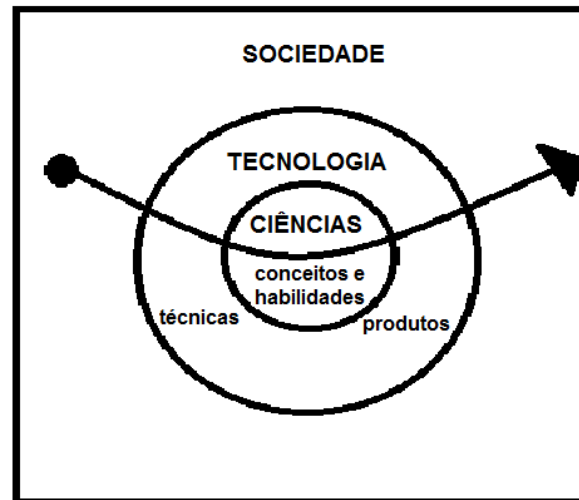 SOCIEDADE
TECNOLOGIA
CIÊNCIAS
conceitos e
habilidades
técnicas
produtos